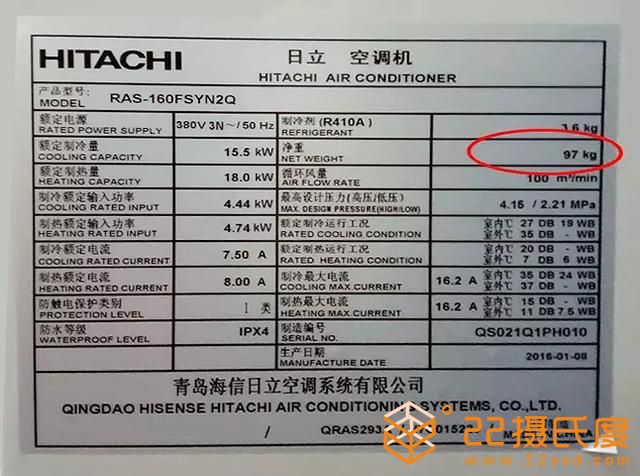 HITACHI 日立 空调机
HITACHI AIR CONDITIONER
产品型号: RAS-160FSYN2Q
MODEL
额定电源 380V 3N～/50 Hz 制冷剂 (R410A) 3.6 kg
RATED POWER SUPPLY REFRIGERANT
额定制冷量 15.5 kW 净重 97 kg
COOLING CAPACITY NET WEIGHT
额定制热量 18.0 kW 循环风量 100 m³/min
HEATING CAPACITY AIR FLOW RATE
制冷额定输入功率 4.44 kW 最高设计压力(高压/低压) 4.15 / 2.21 MPa
COOLING RATED INPUT MAX. DESIGN PRESSURE(HIGH/LOW)
制热额定输入功率 4.74 kW 额定制冷运行工况 室内℃ 27 DB 19 WB
HEATING RATED INPUT RATED COOLING CONDITION 室外℃ 35 DB - WB
制冷额定电流 7.50 A 额定制热运行工况 室内℃ 20 DB - WB
COOLING RATED CURRENT RATED HEATING CONDITION 室外℃ 7 DB 6 WB
制热额定电流 8.00 A 制冷最大电流 16.2 A 室内℃ 35 DB 24 WB
HEATING RATED CURRENT COOLING MAX.CURRENT 室外℃ 37 DB - WB
防触电保护类别 I 类 制热最大电流 16.2 A 室内℃ 15 DB - WB
PROTECTION LEVEL HEATING MAX.CURRENT 室外℃ 11 DB 7.5 WB
防水等级 IPX4 制造编号 QS021Q1PH010
WATERPROOF LEVEL SERIAL NO.
生产日期 2016-01-08
MANUFACTURE DATE
青岛海信日立空调系统有限公司
QINGDAO HISENSE HITACHI AIR CONDITIONING SYSTEMS, CO.,LTD.
/
22摄氏度
www.22ssd.com